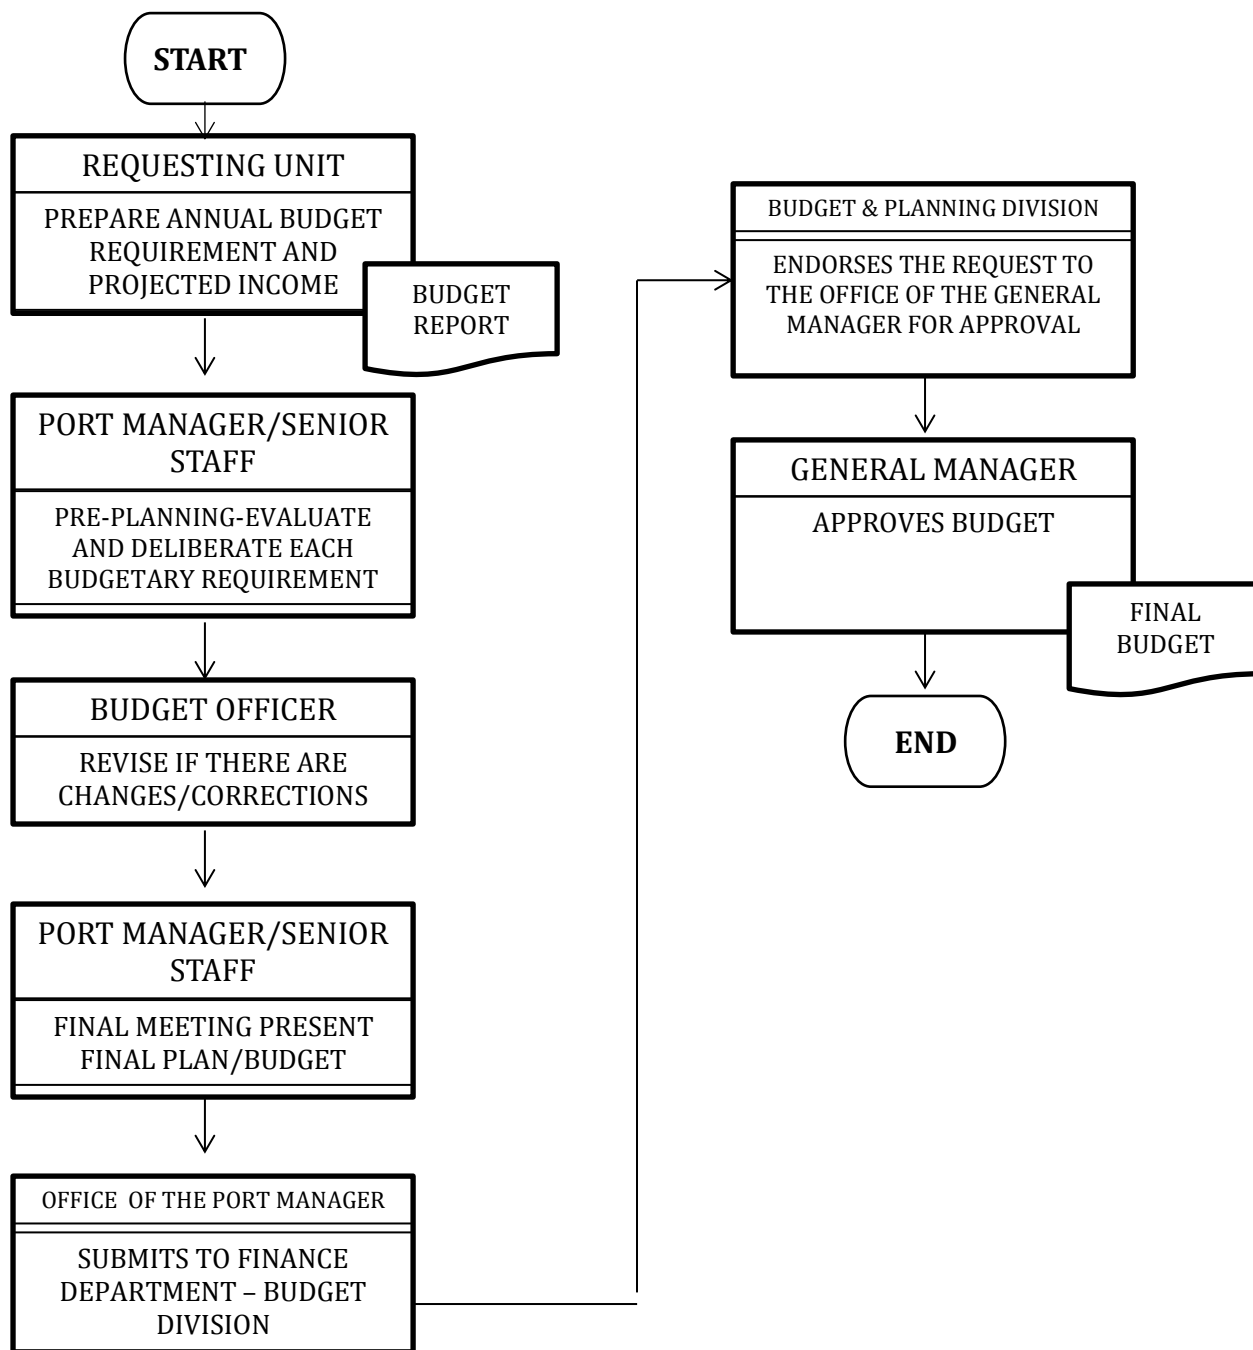 START
REQUESTING UNIT
PREPARE ANNUAL BUDGET
REQUIREMENT AND
PROJECTED INCOME
BUDGET
REPORT
PORT MANAGER/SENIOR
STAFF
PRE-PLANNING-EVALUATE
AND DELIBERATE EACH
BUDGETARY REQUIREMENT
BUDGET OFFICER
REVISE IF THERE ARE
CHANGES/CORRECTIONS
PORT MANAGER/SENIOR
STAFF
FINAL MEETING PRESENT
FINAL PLAN/BUDGET
OFFICE OF THE PORT MANAGER
SUBMITS TO FINANCE
DEPARTMENT – BUDGET
DIVISION
BUDGET & PLANNING DIVISION
ENDORSES THE REQUEST TO
THE OFFICE OF THE GENERAL
MANAGER FOR APPROVAL
GENERAL MANAGER
APPROVES BUDGET
FINAL
BUDGET
END